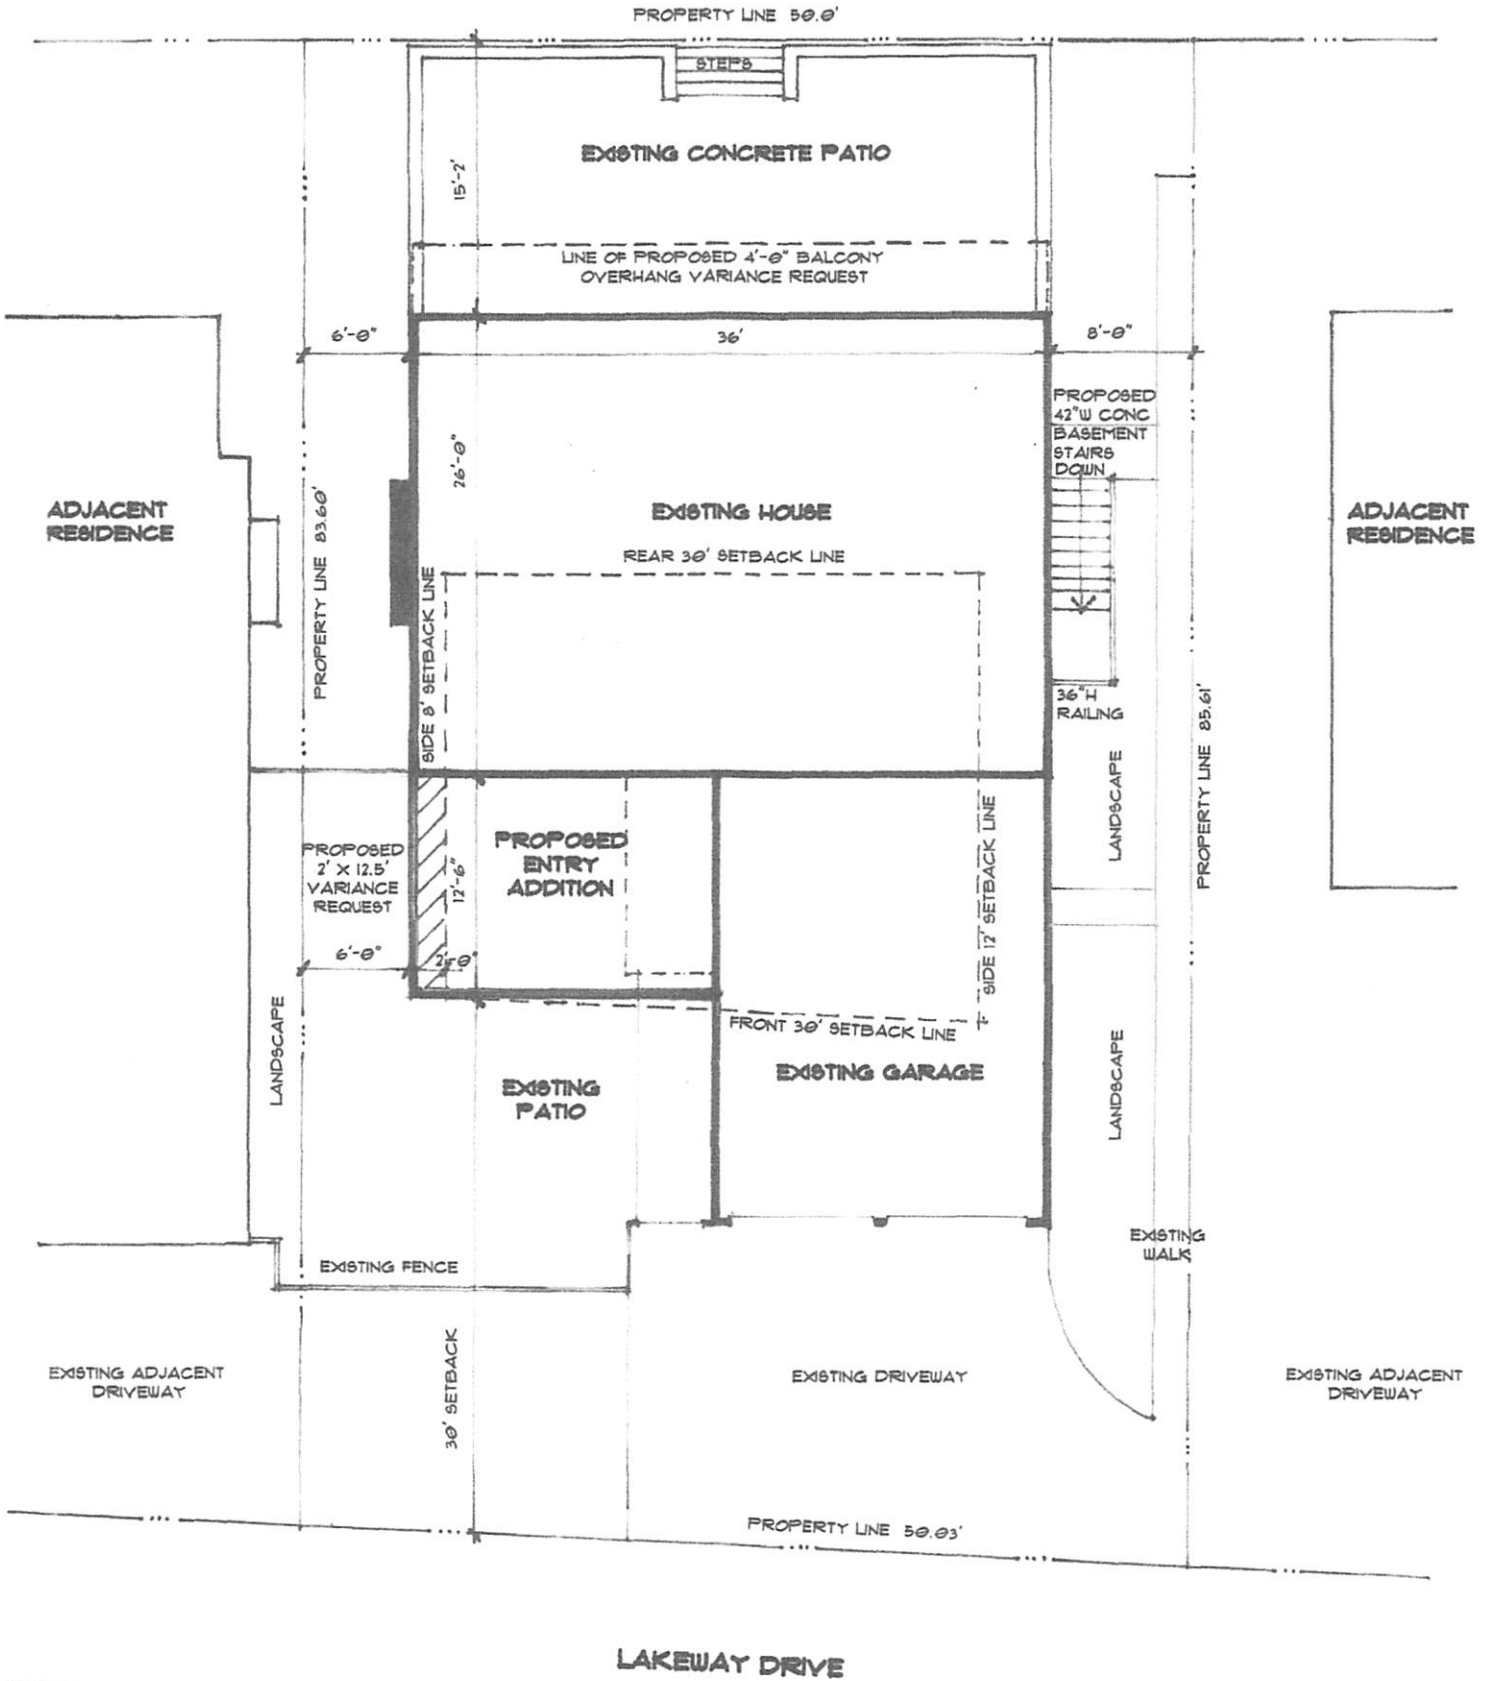 PROPERTY LINE 50.0'
STEPS
EXISTING CONCRETE PATIO
15'-2'
LINE OF PROPOSED 4'-0" BALCONY
OVERHANG VARIANCE REQUEST
6'-0"
36'
8'-0"
PROPOSED
42"W CONC
BASEMENT
STAIRS
DOWN
26'-0"
ADJACENT
RESIDENCE
PROPERTY LINE 83.60'
EXISTING HOUSE
ADJACENT
RESIDENCE
REAR 30' SETBACK LINE
SIDE 8' SETBACK LINE
36"H
RAILING
PROPERTY LINE 85.61'
LANDSCAPE
PROPOSED
2' X 12.5'
VARIANCE
REQUEST
PROPOSED
ENTRY
ADDITION
12'-6"
SIDE 12' SETBACK LINE
6'-0"
2'-0"
LANDSCAPE
FRONT 30' SETBACK LINE
EXISTING GARAGE
EXISTING
PATIO
LANDSCAPE
EXISTING
WALK
EXISTING FENCE
30' SETBACK
EXISTING ADJACENT
DRIVEWAY
EXISTING DRIVEWAY
EXISTING ADJACENT
DRIVEWAY
PROPERTY LINE 50.03'
LAKEWAY DRIVE